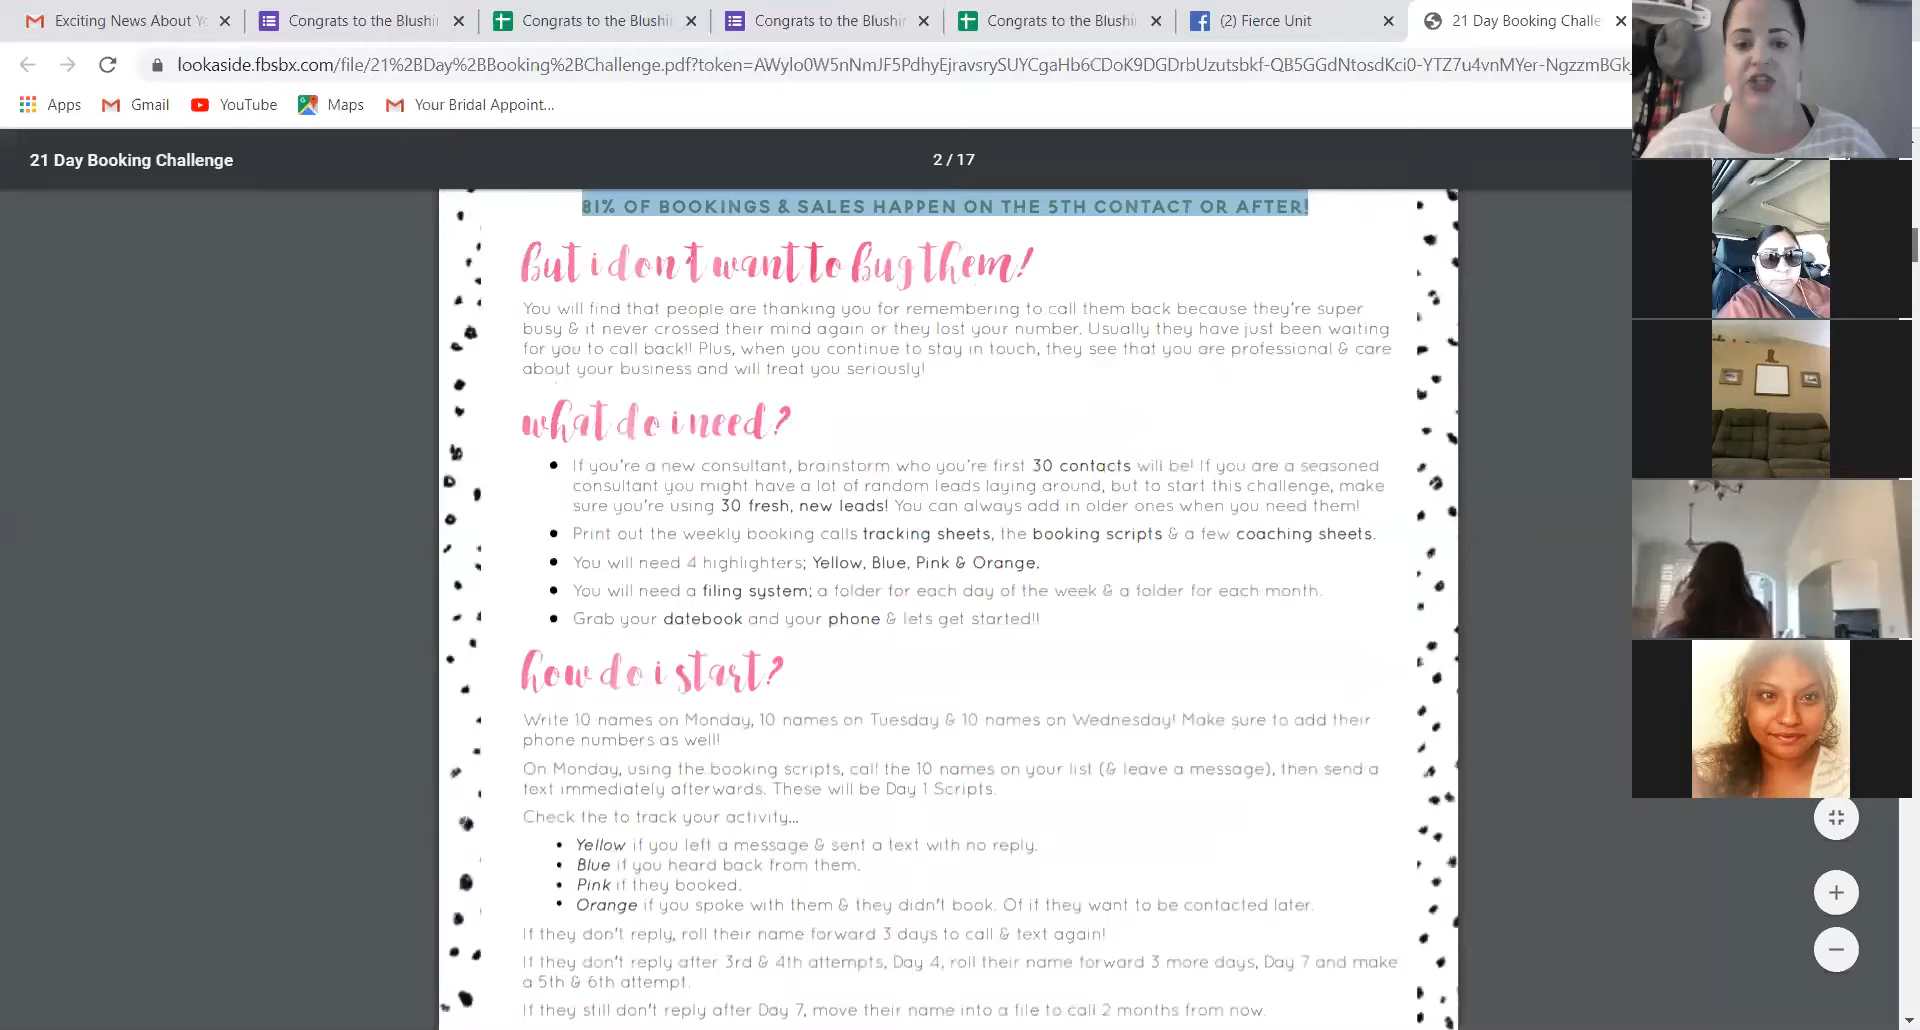 Exciting News About Yo
Congrats to the Blushin
Congrats to the Blushin
Congrats to the Blushin
Congrats to the Blushin
(2) Fierce Unit
21 Day Booking Challe
lookaside.fbsbx.com/file/21%2BDay%2BBooking%2BChallenge.pdf?token=
Apps
Gmail
YouTube
Maps
Your Bridal Appoint...
21 Day Booking Challenge
2 / 17
81% OF BOOKINGS & SALES HAPPEN ON THE 5TH CONTACT OR AFTER!
but i don't want to bug them!
You will find that people are thanking you for remembering to call them back because they're super
busy & it never crossed their mind again or they lost your number. Usually they have just been waiting
for you to call back!! Plus, when you continue to stay in touch, they see that you are professional & care
about your business and will treat you seriously!
what do i need?
If you're a new consultant, brainstorm who you're first 30 contacts will be! If you are a seasoned
consultant you might have a lot of random leads laying around, but to start this challenge, make
sure you're using 30 fresh, new leads! You can always add in older ones when you need them!
Print out the weekly booking calls tracking sheets, the booking scripts & a few coaching sheets.
You will need 4 highlighters; Yellow, Blue, Pink & Orange.
You will need a filing system; a folder for each day of the week & a folder for each month.
Grab your datebook and your phone & lets get started!!
how do i start?
Write 10 names on Monday, 10 names on Tuesday & 10 names on Wednesday! Make sure to add their
phone numbers as well!
On Monday, using the booking scripts, call the 10 names on your list (& leave a message), then send a
text immediately afterwards. These will be Day 1 Scripts.
Check the to track your activity...
Yellow if you left a message & sent a text with no reply.
Blue if you heard back from them.
Pink if they booked.
Orange if you spoke with them & they didn't book. Of if they want to be contacted later.
If they don't reply, roll their name forward 3 days to call & text again!
If they don't reply after 3rd & 4th attempts, Day 4, roll their name forward 3 more days, Day 7 and make
a 5th & 6th attempt.
If they still don't reply after Day 7, move their name into a file to call 2 months from now.